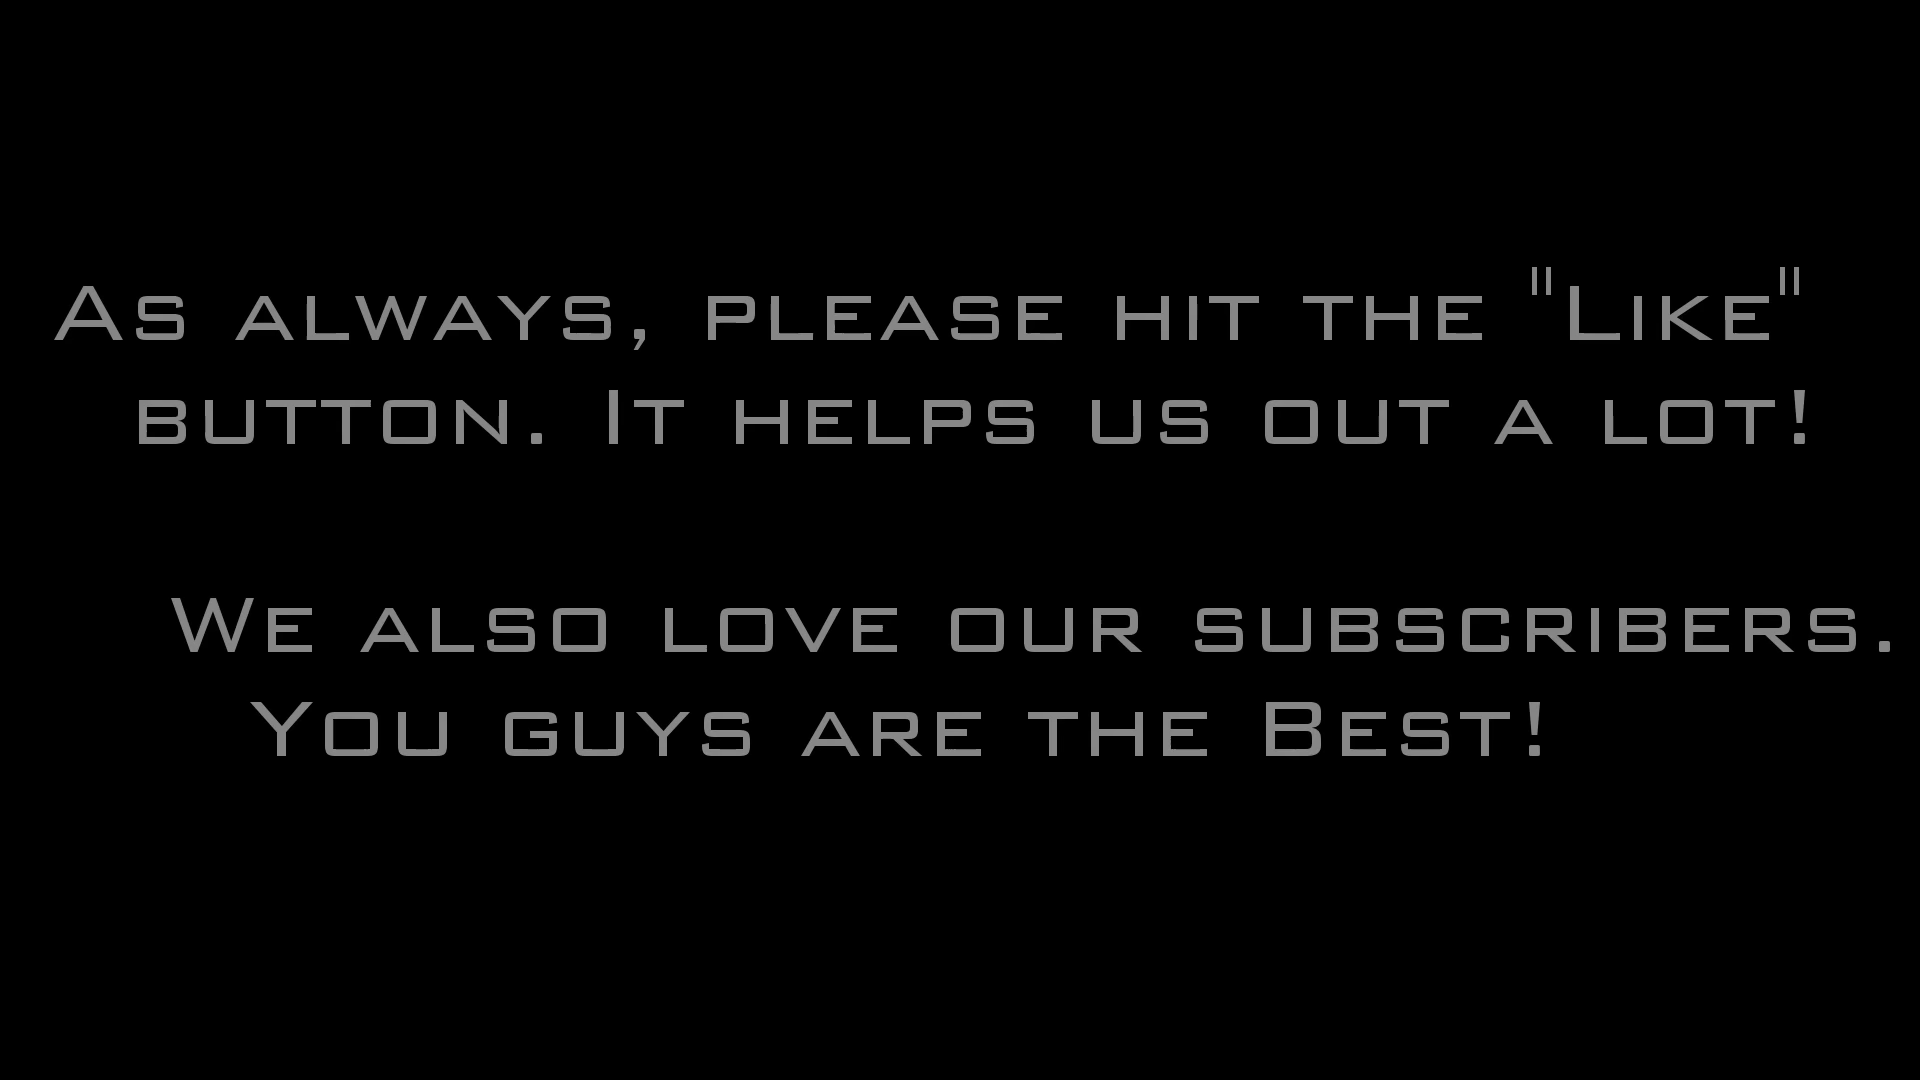 As always, please hit the "Like"
button. It helps us out a lot!
We also love our subscribers.
You guys are the Best!